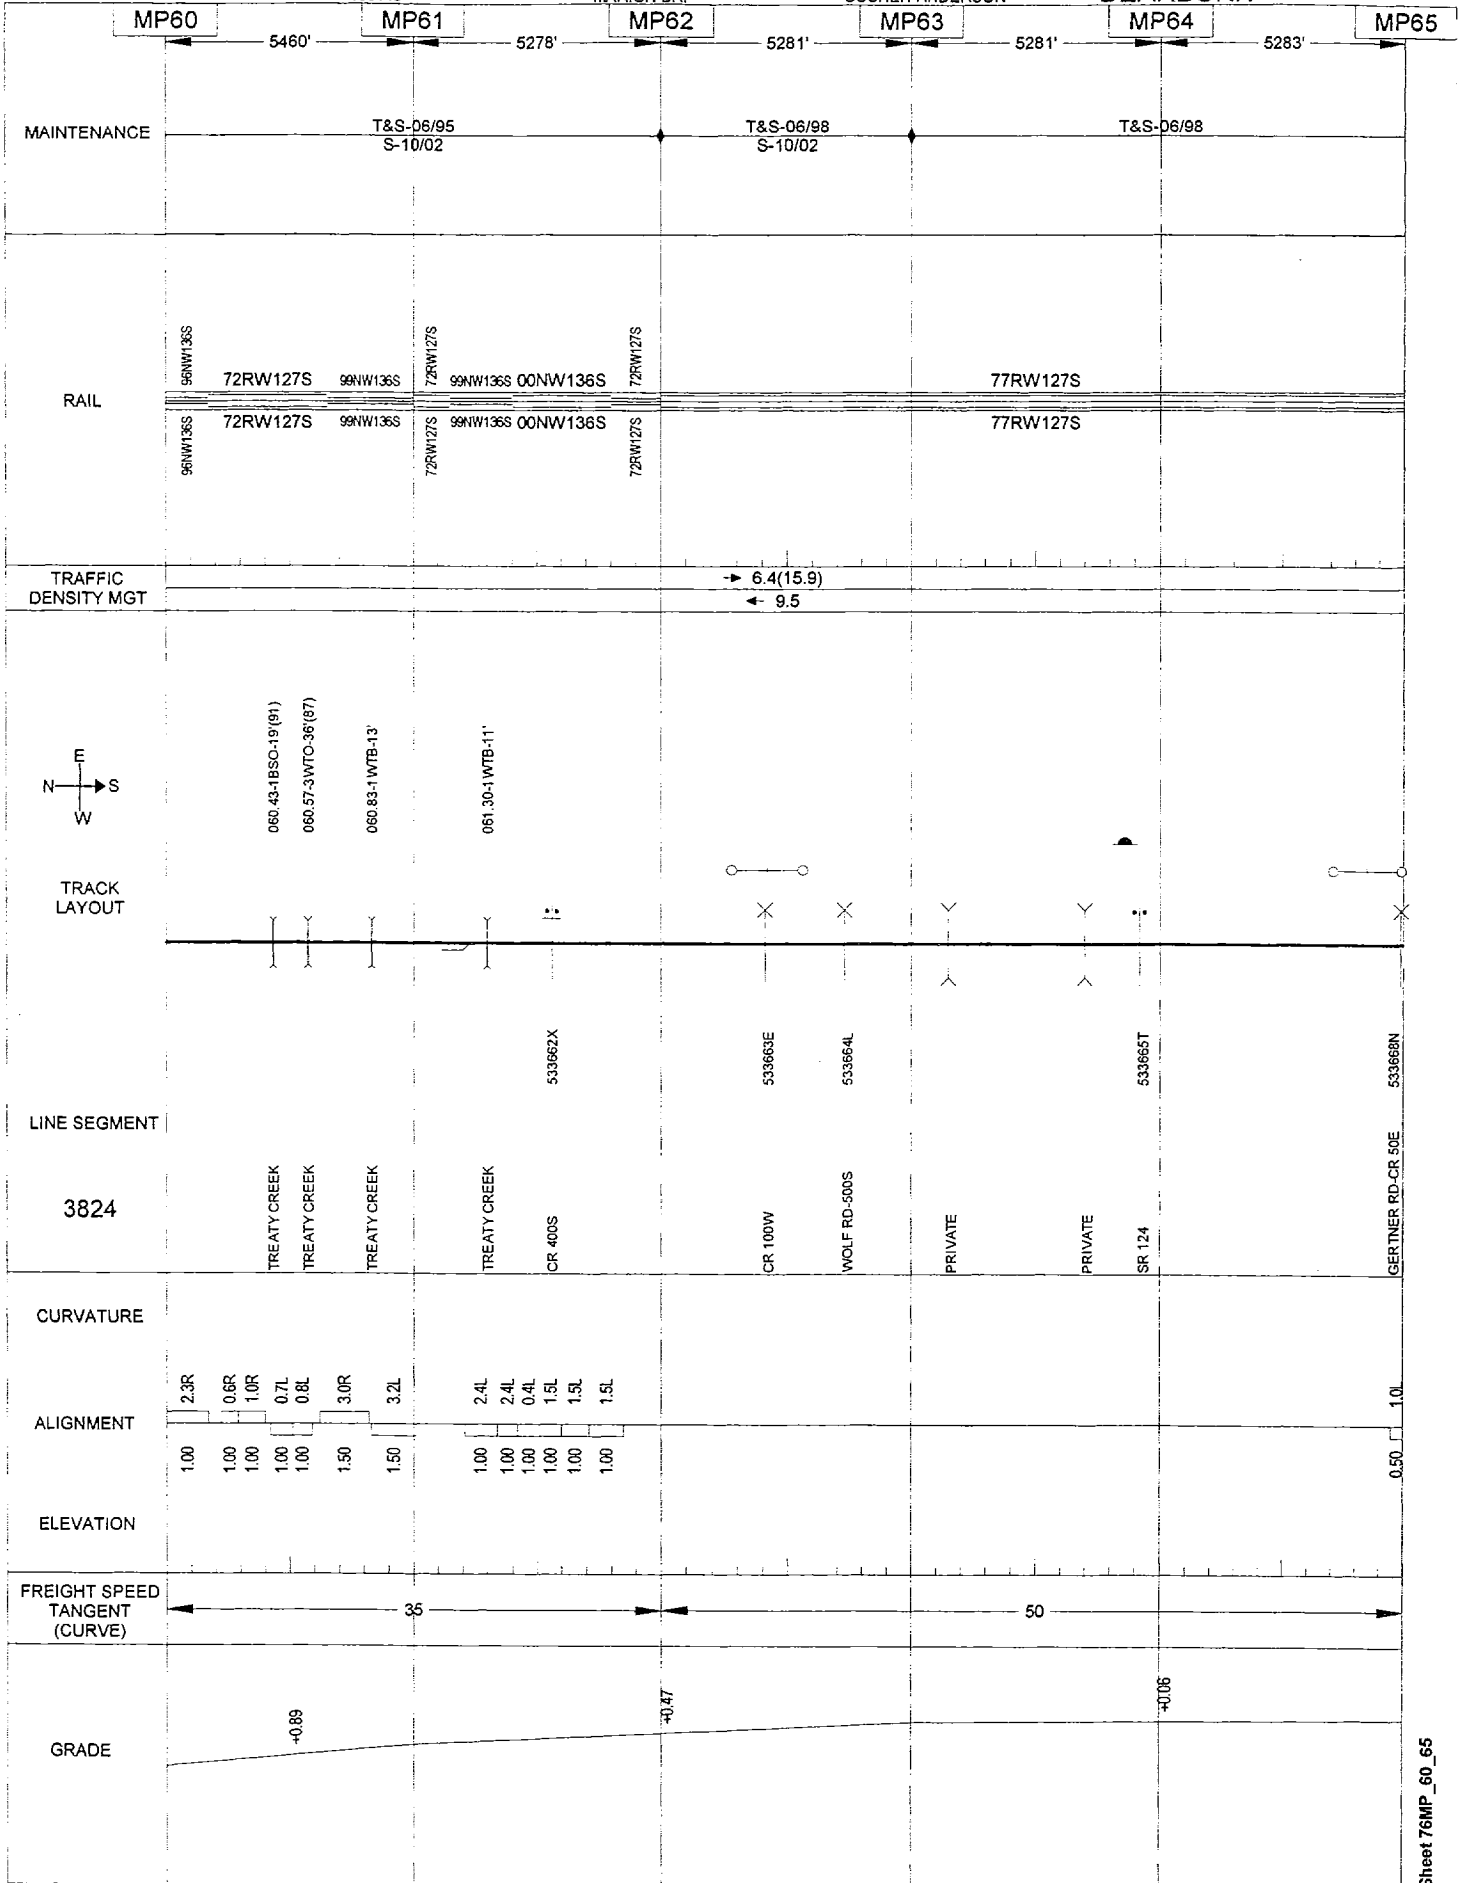 MP60 MP61 MP62 MP63 MP64 MP65
5460' 5278' 5281' 5281' 5283'
MAINTENANCE
T&S-06/95 T&S-06/98 T&S-06/98
S-10/02 S-10/02
RAIL
96NW136S 72RW127S 99NW136S 72RW127S 99NW136S 00NW136S 72RW127S 77RW127S
96NW136S 72RW127S 99NW136S 72RW127S 99NW136S 00NW136S 72RW127S 77RW127S
TRAFFIC
DENSITY MGT
6.4(15.9)
9.5
E
N S
W
060.43-1BSO-19'(91)
060.57-3WTO-36'(87)
060.83-1WTB-13'
061.30-1WTB-11'
TRACK
LAYOUT
533662X
533663E
533664L
533665T
533668N
LINE SEGMENT
3824
TREATY CREEK
TREATY CREEK
TREATY CREEK
TREATY CREEK
CR 400S
CR 100W
WOLF RD-500S
PRIVATE
PRIVATE
SR 124
GERTNER RD-CR 50E
CURVATURE
2.3R 0.6R 1.0R 0.7L 0.8L 3.0R 3.2L 2.4L 2.4L 0.4L 1.5L 1.5L 1.5L 1.0L
ALIGNMENT
1.00 1.00 1.00 1.00 1.00 1.50 1.50 1.00 1.00 1.00 1.00 1.00 1.00 0.50
ELEVATION
FREIGHT SPEED
TANGENT
(CURVE)
35 50
GRADE
+0.89 +0.47 +0.06
Sheet 76MP_60_65